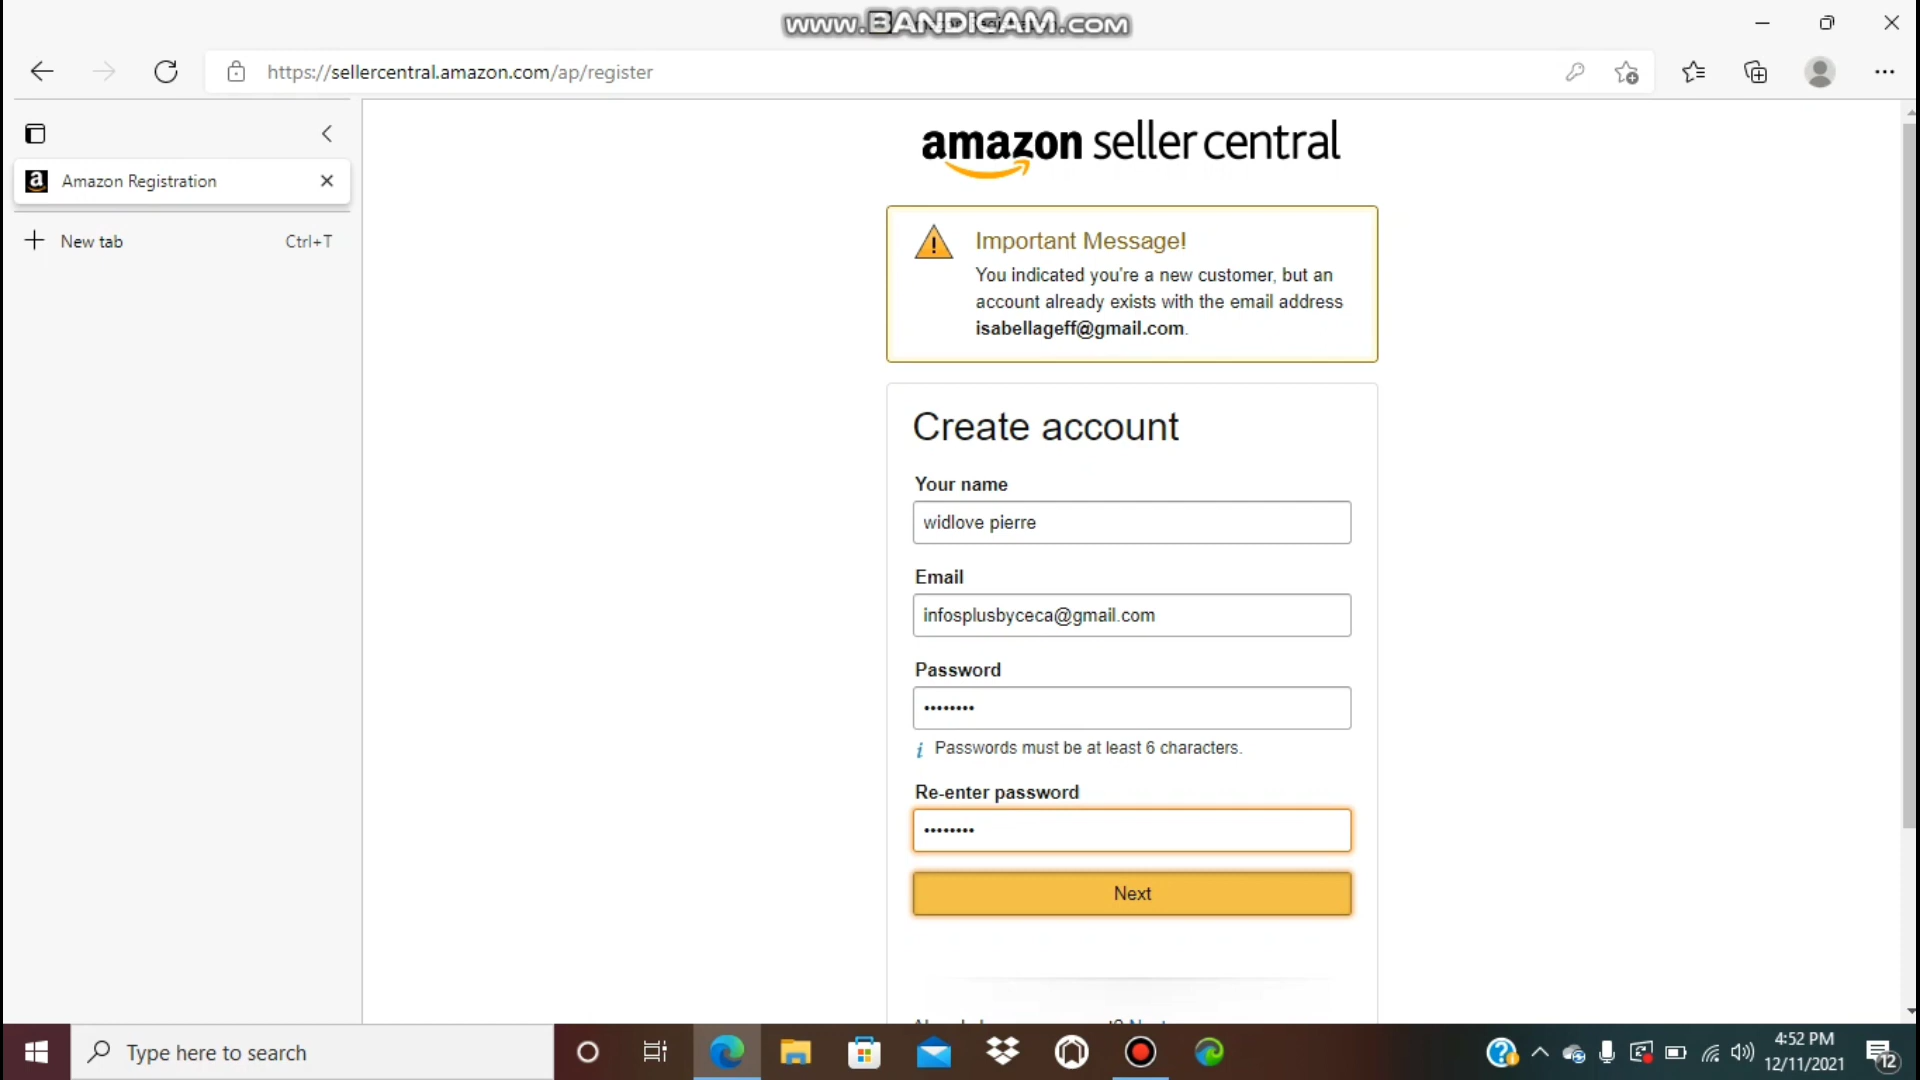 www.BANDICAM.com
https://sellercentral.amazon.com/ap/register
Amazon Registration
New tab
Ctrl+T
amazon seller central
Important Message!
You indicated you're a new customer, but an
account already exists with the email address
isabellageff@gmail.com.
Create account
Your name
widlove pierre
Email
infosplusbyceca@gmail.com
Password
••••••••
i Passwords must be at least 6 characters.
Re-enter password
••••••••
Next
Type here to search
4:52 PM
12/11/2021
12